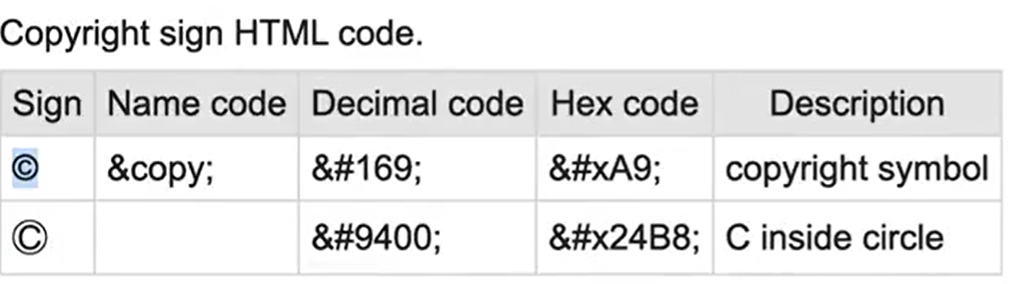 Copyright sign HTML code.
Sign Name code Decimal code Hex code Description
© &copy; &#169; &#xA9; copyright symbol
Ⓒ &#9400; &#x24B8; C inside circle